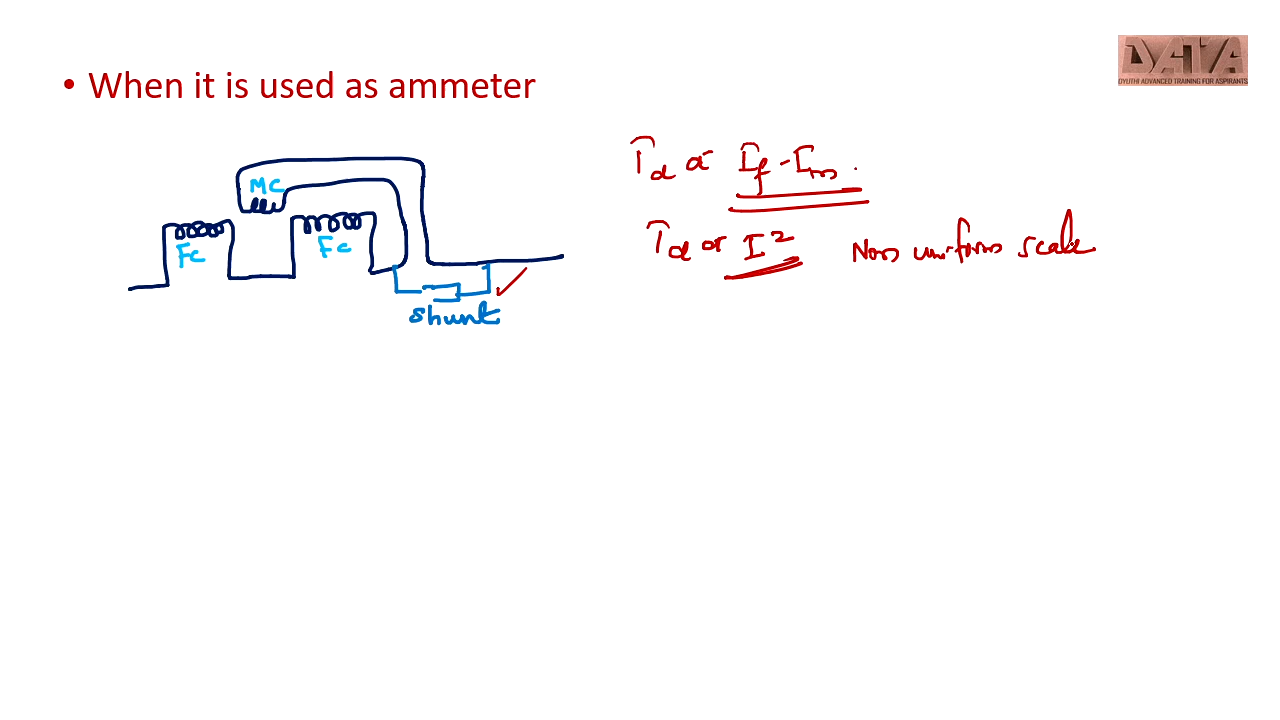 • When it is used as ammeter
DATA
DYUTHI ADVANCED TRAINING FOR ASPIRANTS
MC
FC
FC
shunt
Td ∝ If - Im.
Td ∝ I²
Non uniform scale